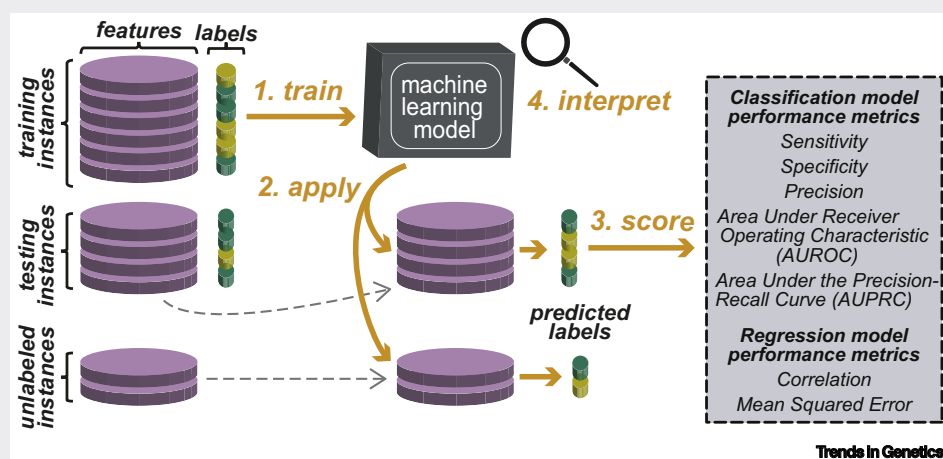 features
labels
training
instances
1. train
machine
learning
model
4. interpret
2. apply
testing
instances
3. score
predicted
labels
unlabeled
instances
Classification model
performance metrics
Sensitivity
Specificity
Precision
Area Under Receiver
Operating Characteristic
(AUROC)
Area Under the Precision-
Recall Curve (AUPRC)
Regression model
performance metrics
Correlation
Mean Squared Error
Trends in Genetics